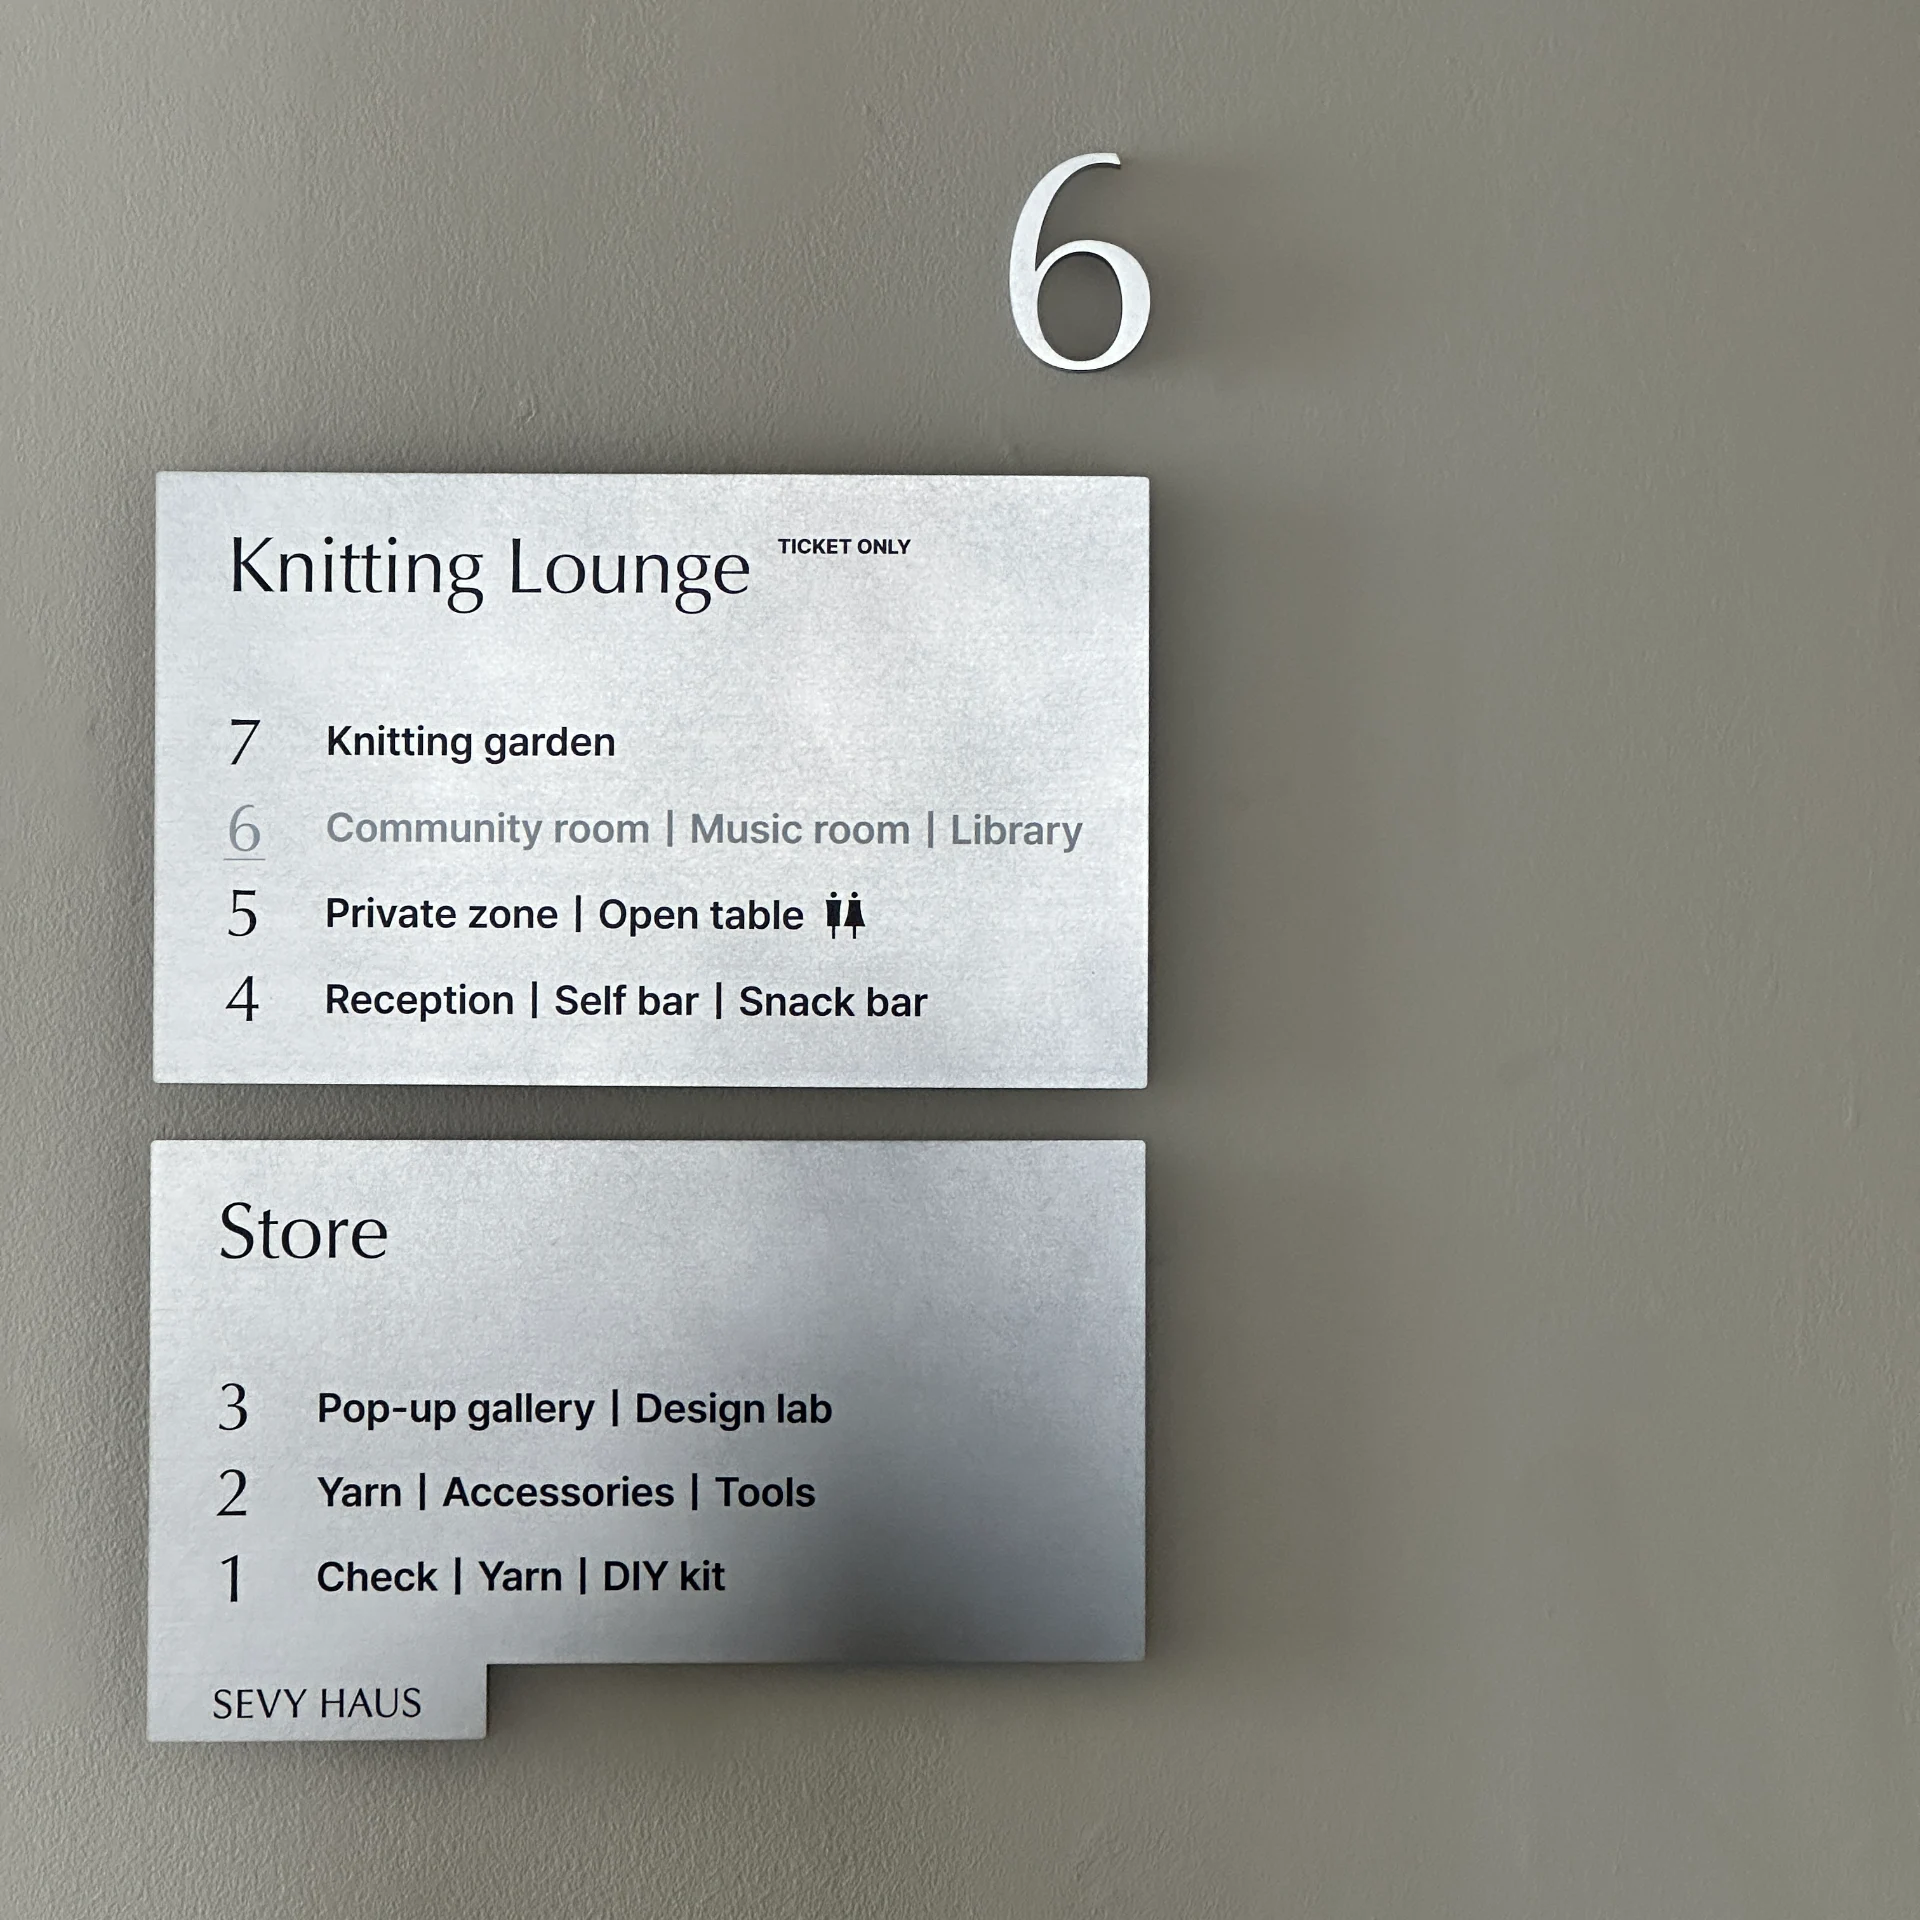 6
Knitting Lounge TICKET ONLY
7 Knitting garden
6 Community room | Music room | Library
5 Private zone | Open table
4 Reception | Self bar | Snack bar
Store
3 Pop-up gallery | Design lab
2 Yarn | Accessories | Tools
1 Check | Yarn | DIY kit
SEVY HAUS